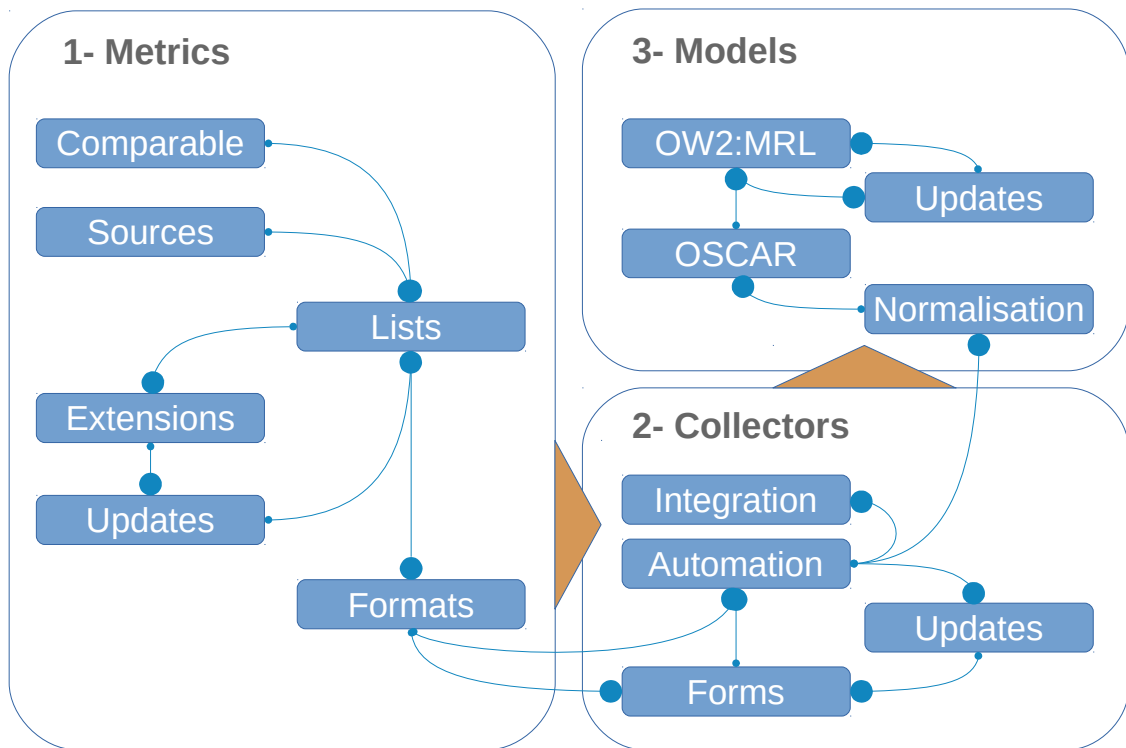 1- Metrics
Comparable
Sources
Lists
Extensions
Updates
Formats
3- Models
OW2:MRL
Updates
OSCAR
Normalisation
2- Collectors
Integration
Automation
Updates
Forms